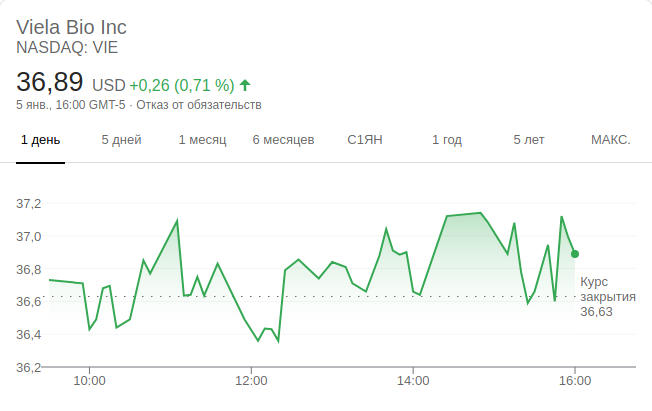 Viela Bio Inc
NASDAQ: VIE
36,89 USD +0,26 (0,71 %)
5 янв., 16:00 GMT-5 · Отказ от обязательств
1 день 5 дней 1 месяц 6 месяцев С1ЯН 1 год 5 лет МАКС.
37,2
37,0
36,8
36,6
36,4
36,2
Курс
закрытия
36,63
10:00 12:00 14:00 16:00